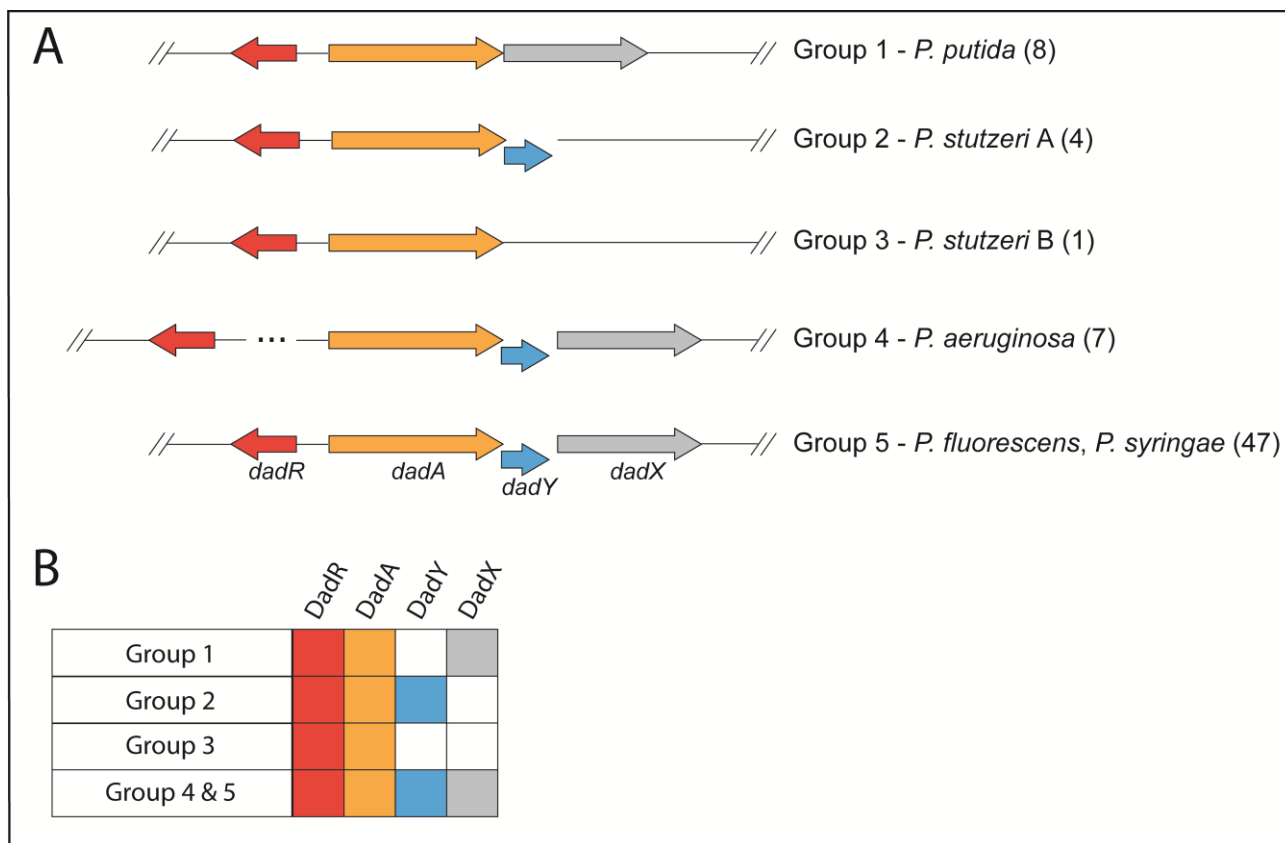 A
Group 1 - P. putida (8)
Group 2 - P. stutzeri A (4)
Group 3 - P. stutzeri B (1)
...
Group 4 - P. aeruginosa (7)
Group 5 - P. fluorescens, P. syringae (47)
dadR dadA dadY dadX
B
DadR DadA DadY DadX
Group 1
Group 2
Group 3
Group 4 & 5